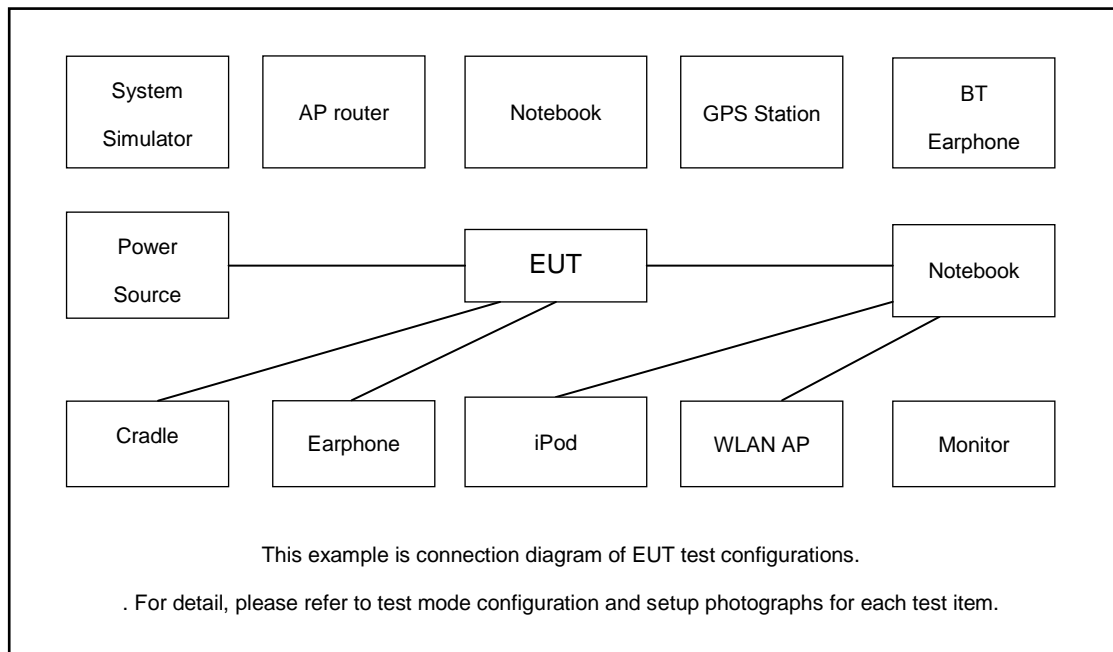 System
Simulator
AP router
Notebook
GPS Station
BT
Earphone
Power
Source
EUT
Notebook
Cradle
Earphone
iPod
WLAN AP
Monitor
This example is connection diagram of EUT test configurations.
. For detail, please refer to test mode configuration and setup photographs for each test item.